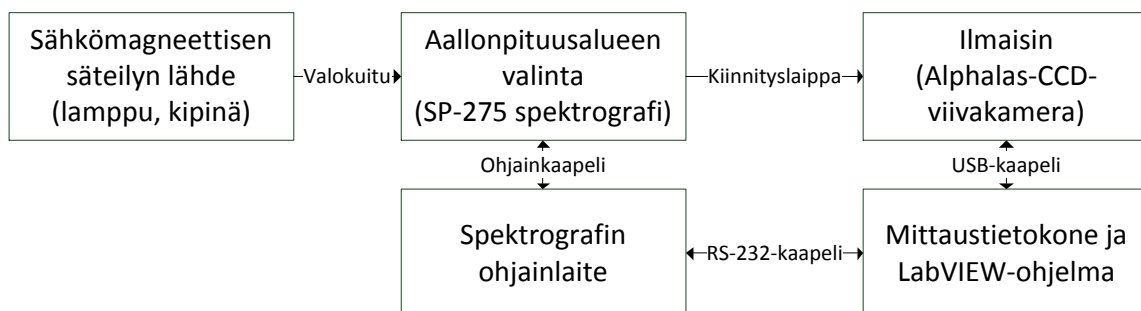 Sähkömagneettisen
säteilyn lähde
(lamppu, kipinä)
Valokuitu
Aallonpituusalueen
valinta
(SP-275 spektrografi)
Kiinnityslaippa
Ilmaisin
(Alphalas-CCD-
viivakamera)
Ohjainkaapeli
USB-kaapeli
Spektrografin
ohjainlaite
RS-232-kaapeli
Mittaustietokone ja
LabVIEW-ohjelma